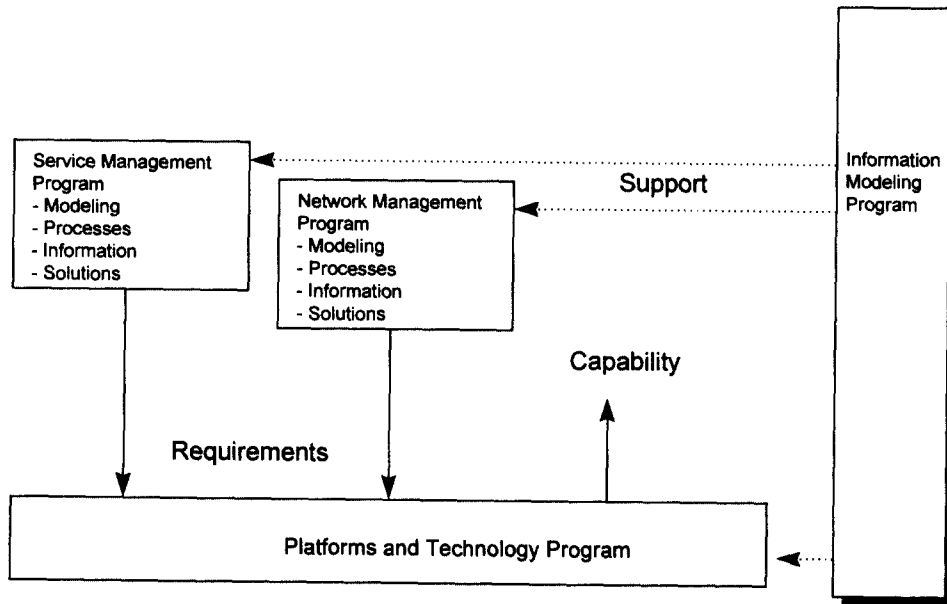 Service Management
Program
- Modeling
- Processes
- Information
- Solutions
Network Management
Program
- Modeling
- Processes
- Information
- Solutions
Support
Information
Modeling
Program
Capability
Requirements
Platforms and Technology Program